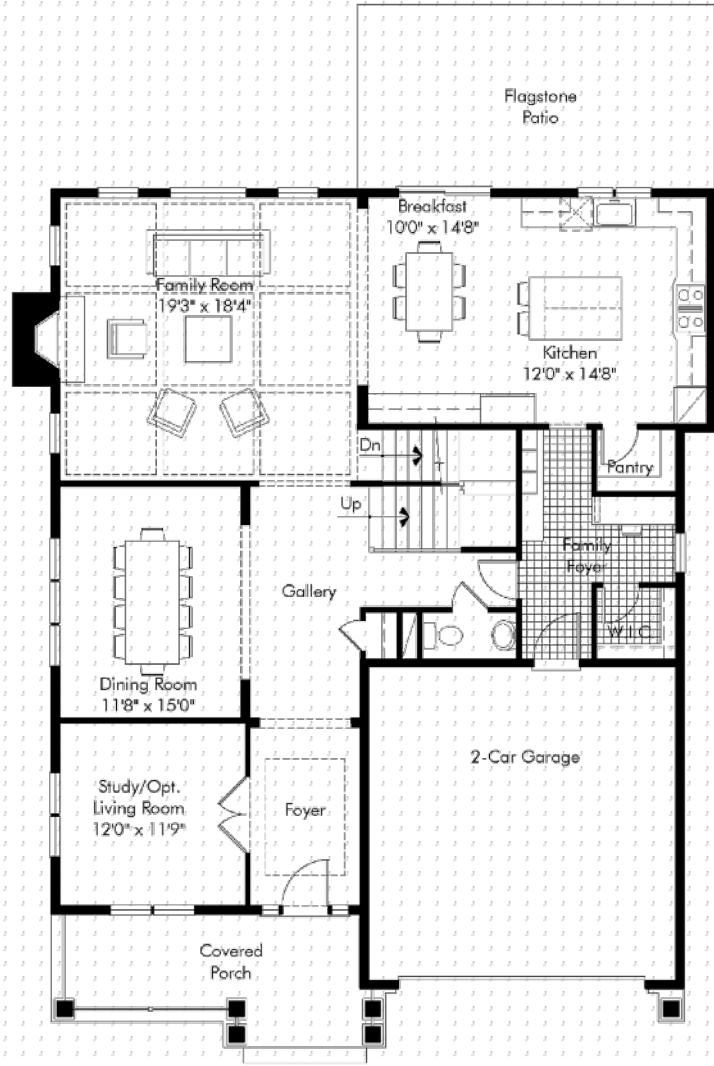 Flagstone
Patio
Breakfast
10'0" x 14'8"
Family Room
19'3" x 18'4"
Kitchen
12'0" x 14'8"
Dn
Pantry
Up
Family
Foyer
Gallery
W.I.C.
Dining Room
11'8" x 15'0"
2-Car Garage
Study/Opt.
Living Room
12'0" x 11'9"
Foyer
Covered
Porch